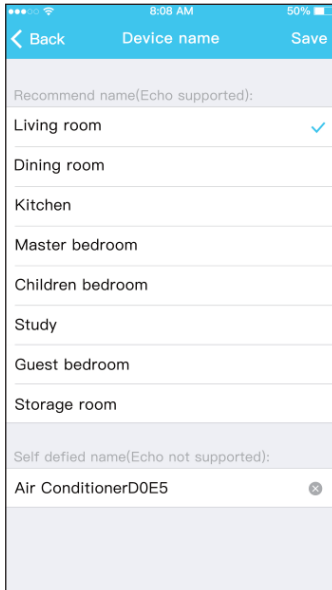 8:08 AM 50%
Back Device name Save
Recommend name(Echo supported):
Living room
Dining room
Kitchen
Master bedroom
Children bedroom
Study
Guest bedroom
Storage room
Self defied name(Echo not supported):
Air ConditionerD0E5